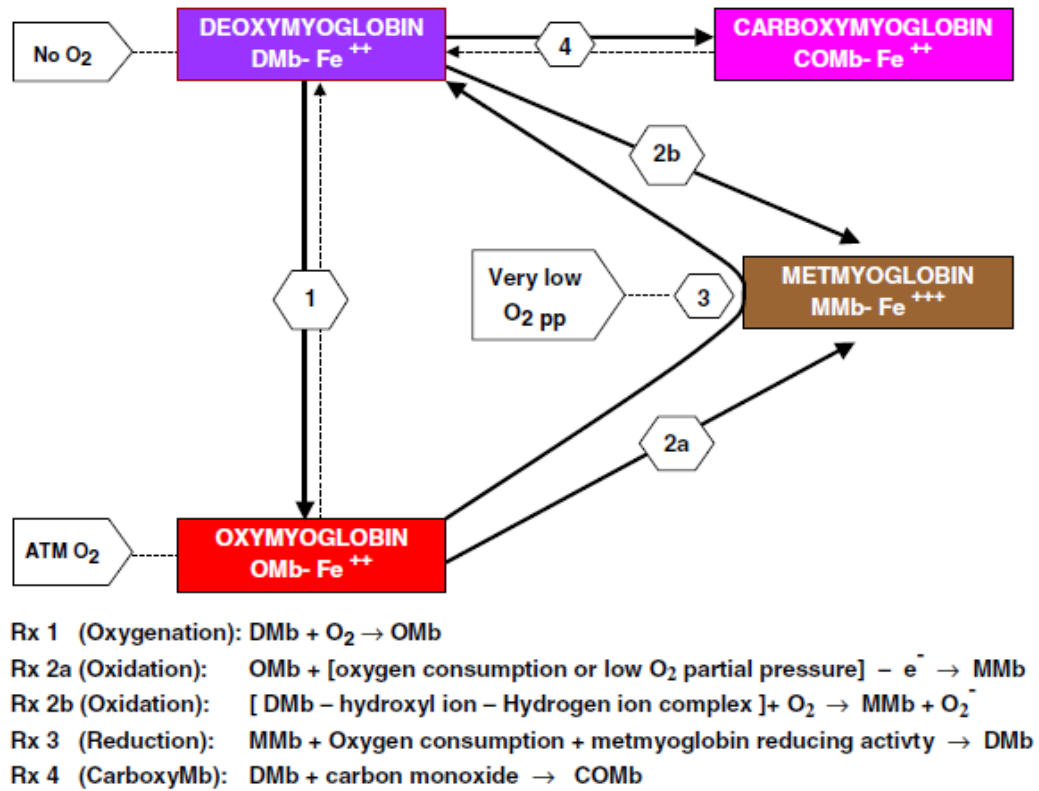 DEOXYMYOGLOBIN
DMb- Fe ++
CARBOXYMYOGLOBIN
COMb- Fe ++
No O2
4
2b
METMYOGLOBIN
MMb- Fe +++
Very low
O2 pp
3
1
2a
OXYMYOGLOBIN
OMb- Fe ++
ATM O2
Rx 1 (Oxygenation): DMb + O2 → OMb
Rx 2a (Oxidation): OMb + [oxygen consumption or low O2 partial pressure] – e- → MMb
Rx 2b (Oxidation): [ DMb – hydroxyl ion – Hydrogen ion complex ]+ O2 → MMb + O2-
Rx 3 (Reduction): MMb + Oxygen consumption + metmyoglobin reducing activty → DMb
Rx 4 (CarboxyMb): DMb + carbon monoxide → COMb